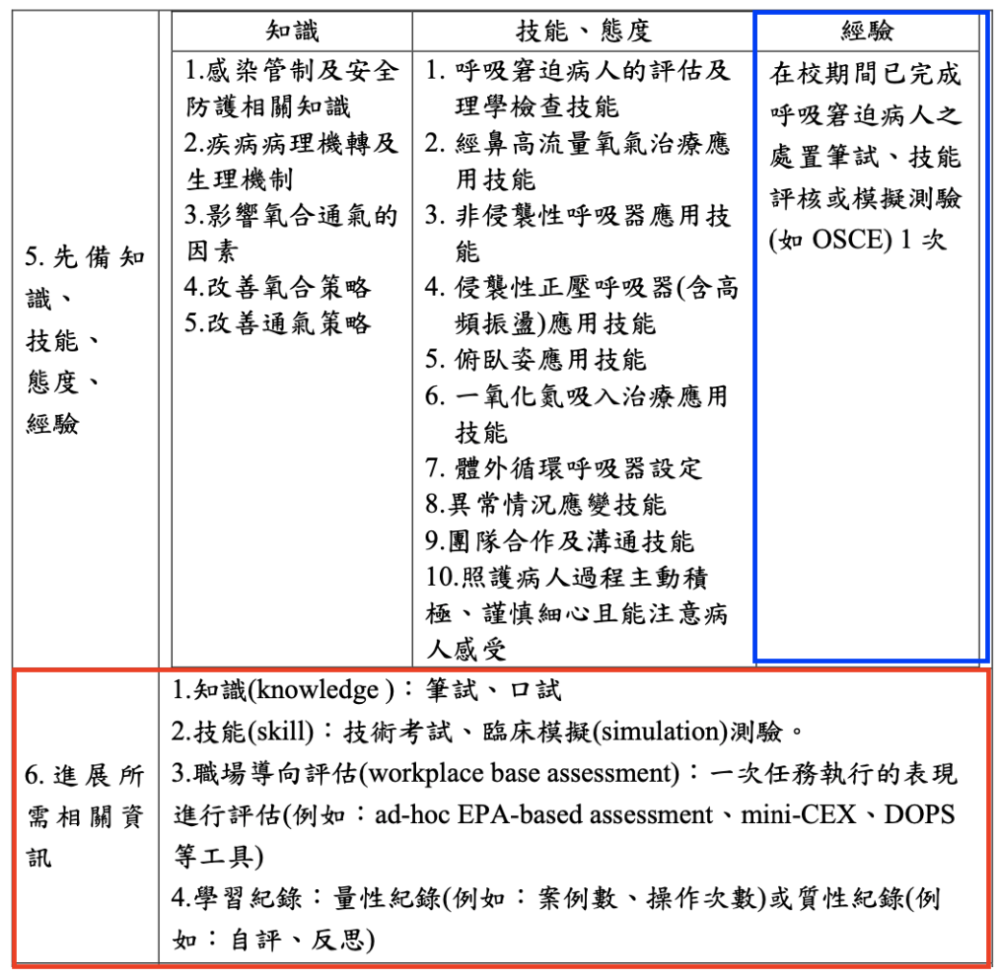 知識
技能、態度
經驗
5.先備知
識、
技能、
態度、
經驗
1.感染管制及安全
防護相關知識
2.疾病病理機轉及
生理機制
3.影響氧合通氣的
因素
4.改善氧合策略
5.改善通氣策略
1. 呼吸窘迫病人的評估及
理學檢查技能
2. 經鼻高流量氧氣治療應
用技能
3. 非侵襲性呼吸器應用技
能
4. 侵襲性正壓呼吸器(含高
頻振盪)應用技能
5. 俯臥姿應用技能
6. 一氧化氮吸入治療應用
技能
7. 體外循環呼吸器設定
8.異常情況應變技能
9.團隊合作及溝通技能
10.照護病人過程主動積
極、謹慎細心且能注意病
人感受
在校期間已完成
呼吸窘迫病人之
處置筆試、技能
評核或模擬測驗
(如 OSCE) 1 次
6.進展所
需相關資
訊
1.知識(knowledge )：筆試、口試
2.技能(skill)：技術考試、臨床模擬(simulation)測驗。
3.職場導向評估(workplace base assessment)：一次任務執行的表現
進行評估(例如：ad-hoc EPA-based assessment、mini-CEX、DOPS
等工具)
4.學習紀錄：量性紀錄(例如：案例數、操作次數)或質性紀錄(例
如：自評、反思)